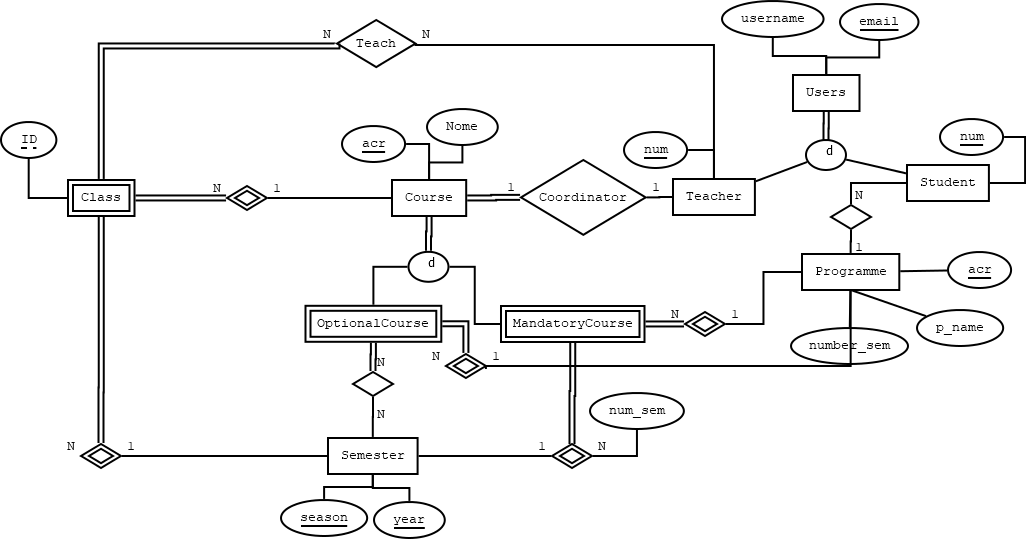 username
email
N
Teach
N
Users
ID
acr
Nome
num
d
num
Class
N
1
Course
1
Coordinator
1
Teacher
Student
N
d
1
Programme
acr
OptionalCourse
MandatoryCourse
N
1
p_name
number_sem
N
N
1
N
num_sem
N
1
Semester
1
N
season
year